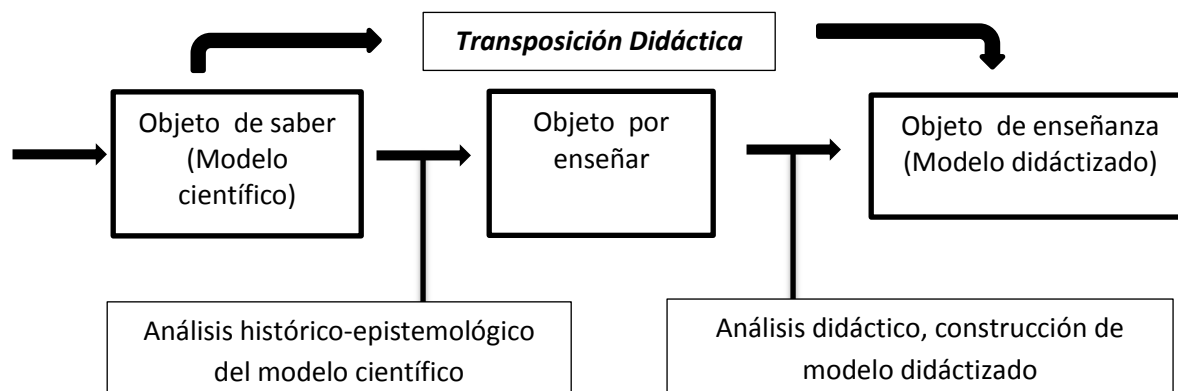 Transposición Didáctica
Objeto de saber
(Modelo
científico)
Objeto por
enseñar
Objeto de enseñanza
(Modelo didáctizado)
Análisis histórico-epistemológico
del modelo científico
Análisis didáctico, construcción de
modelo didáctizado